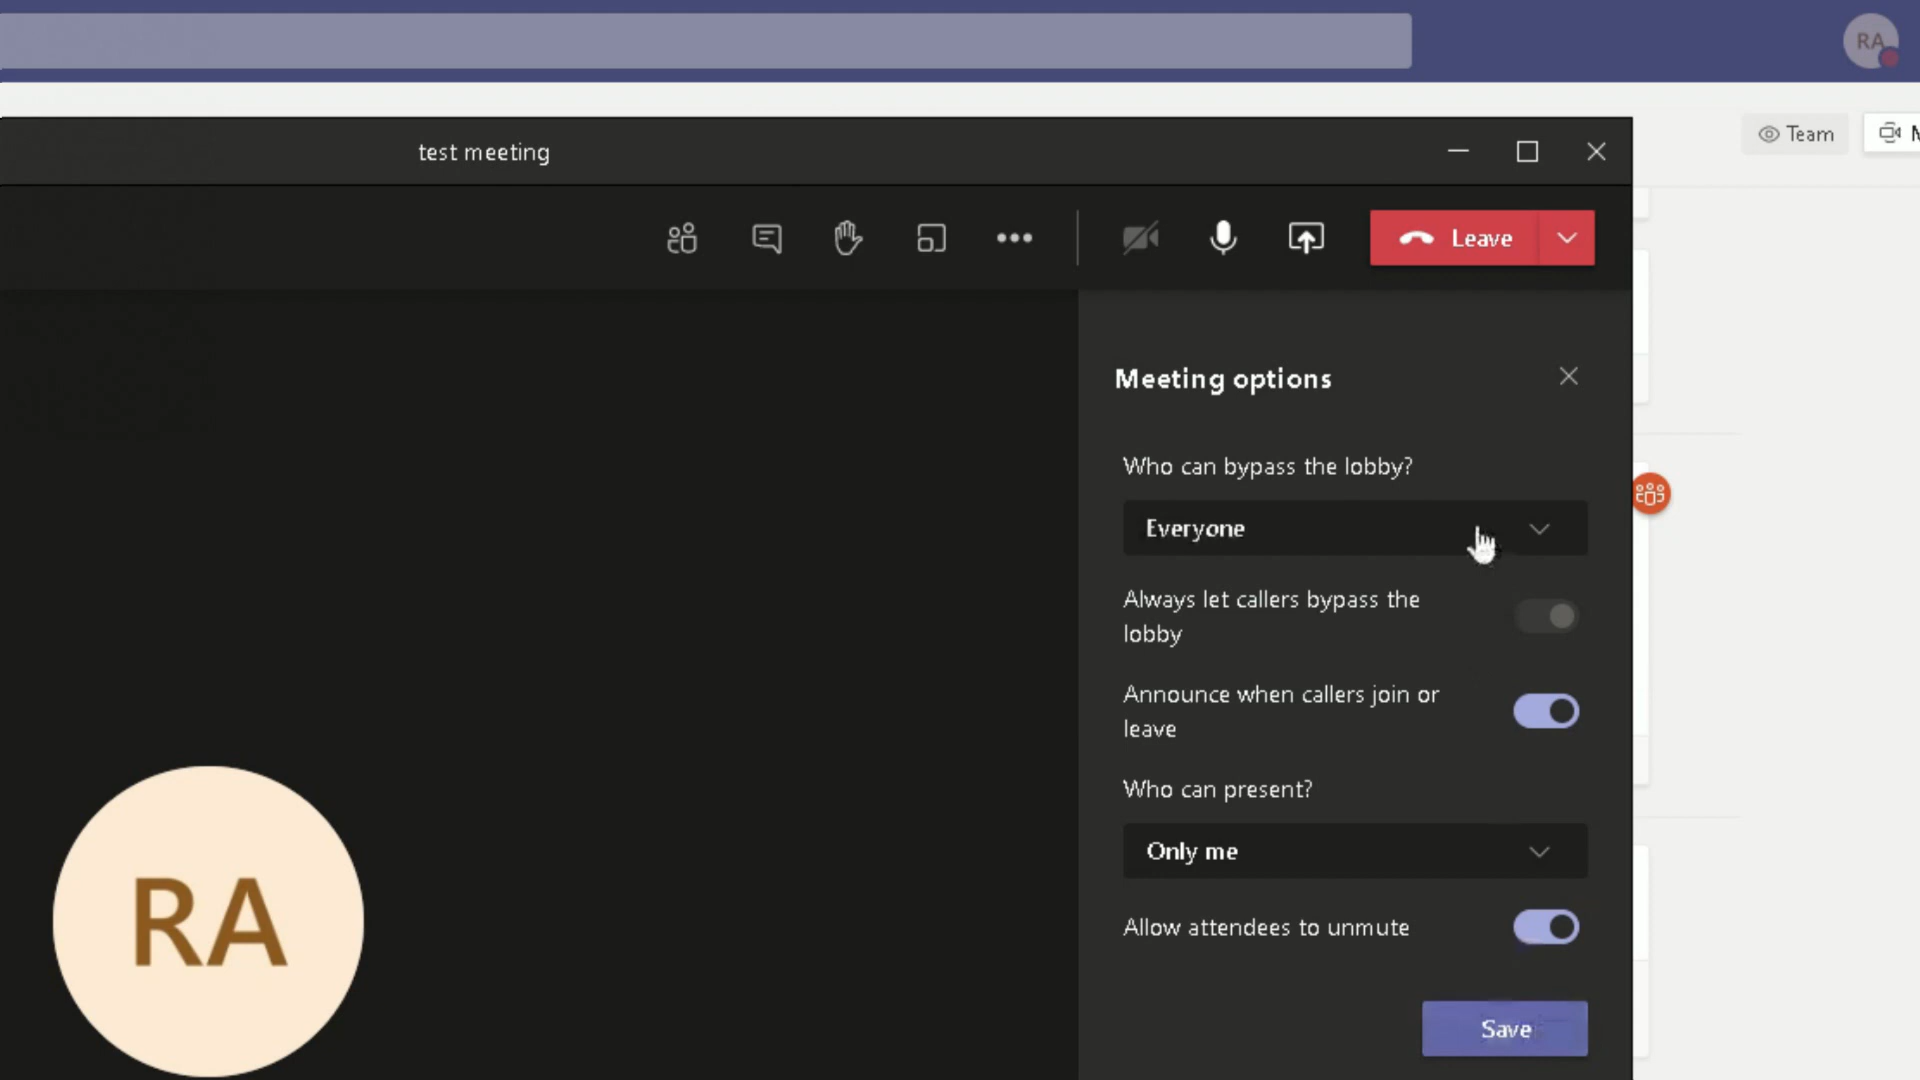 RA
Team
test meeting
Leave
Meeting options
Who can bypass the lobby?
Everyone
Always let callers bypass the
lobby
Announce when callers join or
leave
Who can present?
Only me
Allow attendees to unmute
Save
RA